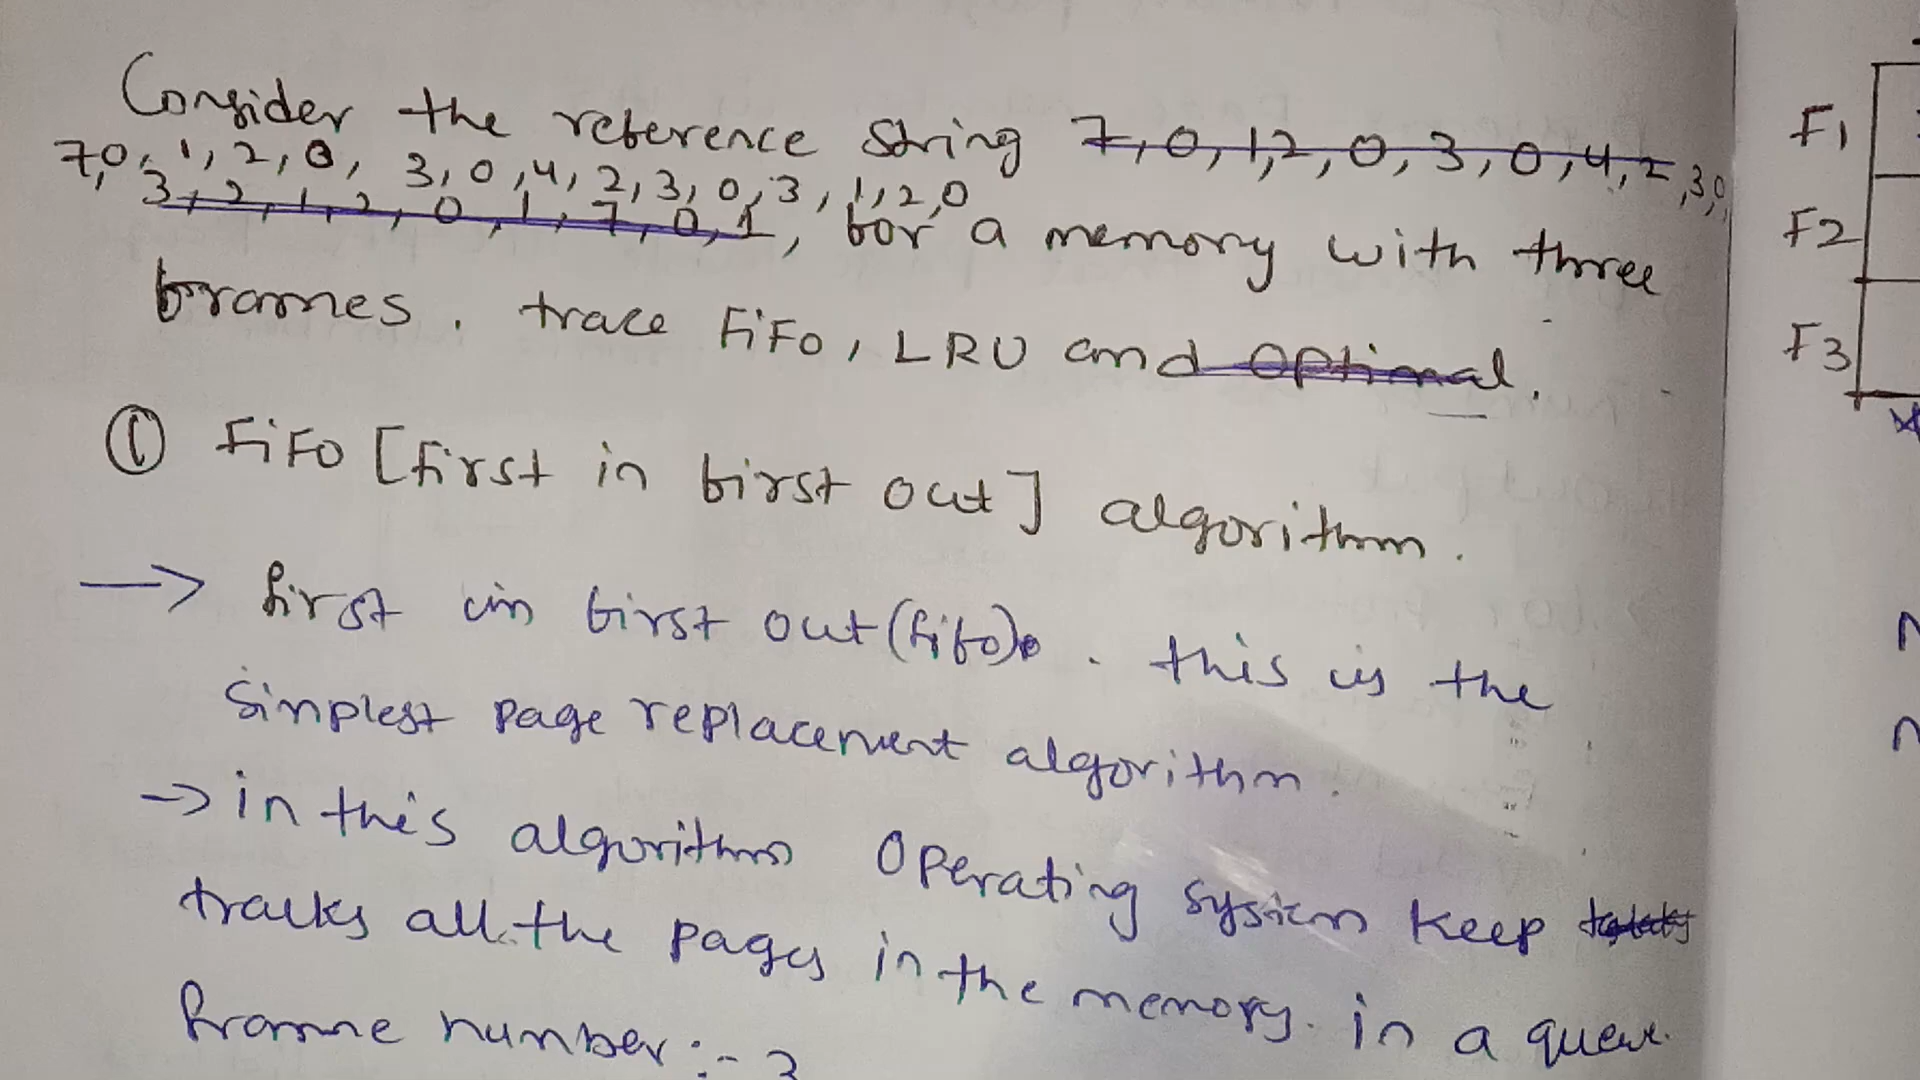 Consider the reference string 7,0,1,2,0,3,0,4,2,3,0,
7,0,1,2,0,3,0,4,2,3,0,3,1,2,0
3,2,1,2,0,1,7,0,1, for a memory with three
frames. trace FiFo, LRU and optimal.
① FiFo [first in first out] algorithm.
→ first in first out (fifo). this is the
simplest page replacement algorithm.
→ in this algorithm operating system keep
tracks all the pages in the memory. in a queue.
frame number:- 3
F1
F2
F3